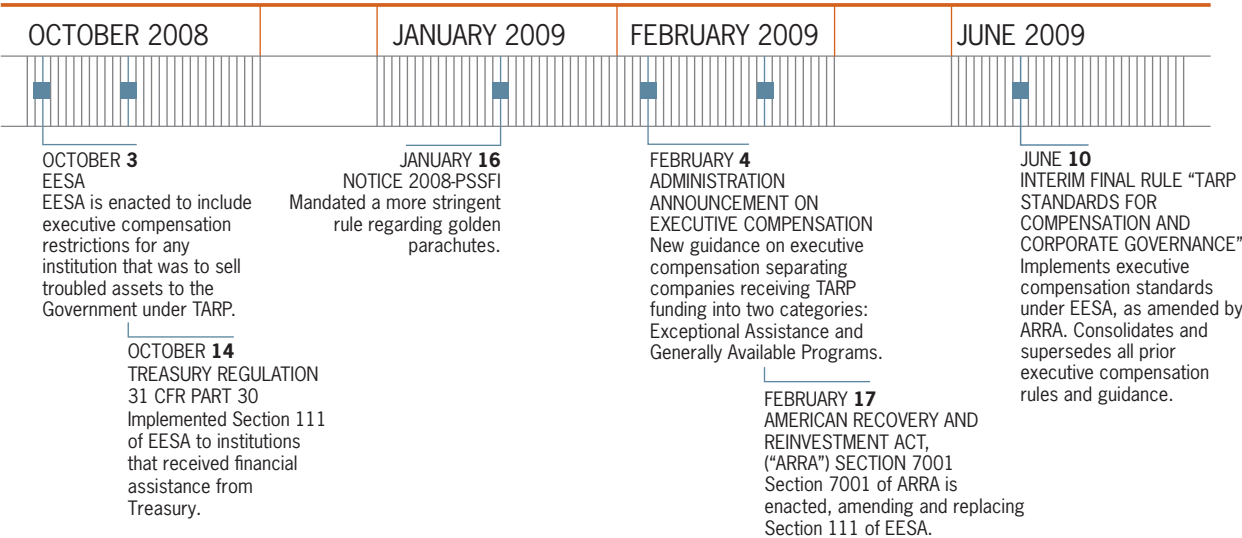 OCTOBER 2008
JANUARY 2009
FEBRUARY 2009
JUNE 2009
OCTOBER 3
EESA
EESA is enacted to include
executive compensation
restrictions for any
institution that was to sell
troubled assets to the
Government under TARP.
OCTOBER 14
TREASURY REGULATION
31 CFR PART 30
Implemented Section 111
of EESA to institutions
that received financial
assistance from
Treasury.
JANUARY 16
NOTICE 2008-PSSFI
Mandated a more stringent
rule regarding golden
parachutes.
FEBRUARY 4
ADMINISTRATION
ANNOUNCEMENT ON
EXECUTIVE COMPENSATION
New guidance on executive
compensation separating
companies receiving TARP
funding into two categories:
Exceptional Assistance and
Generally Available Programs.
FEBRUARY 17
AMERICAN RECOVERY AND
REINVESTMENT ACT,
("ARRA") SECTION 7001
Section 7001 of ARRA is
enacted, amending and replacing
Section 111 of EESA.
JUNE 10
INTERIM FINAL RULE “TARP
STANDARDS FOR
COMPENSATION AND
CORPORATE GOVERNANCE”
Implements executive
compensation standards
under EESA, as amended by
ARRA. Consolidates and
supersedes all prior
executive compensation
rules and guidance.